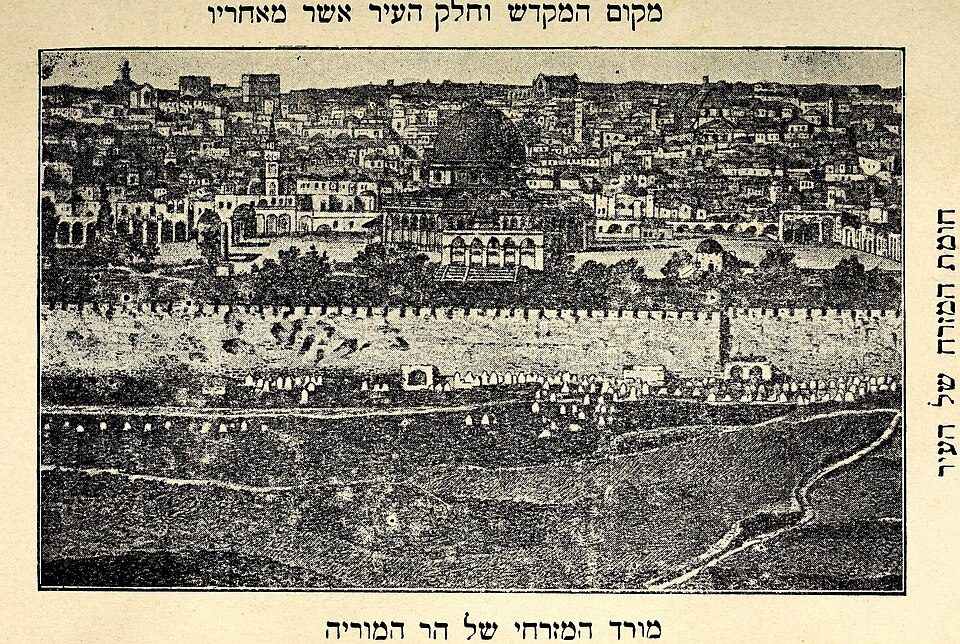 מקום המקדש וחלק העיר אשר מאחריו
חומת המזרח של העיר
מורד המזרחי של הר המוריה